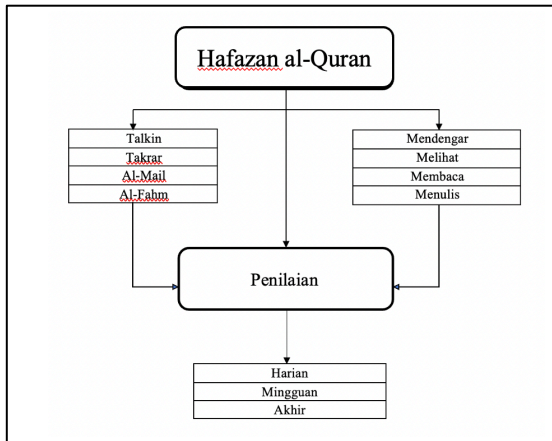 Hafazan al-Quran
Talkin
Takrar
Al-Mail
Al-Fahm
Mendengar
Melihat
Membaca
Menulis
Penilaian
Harian
Mingguan
Akhir